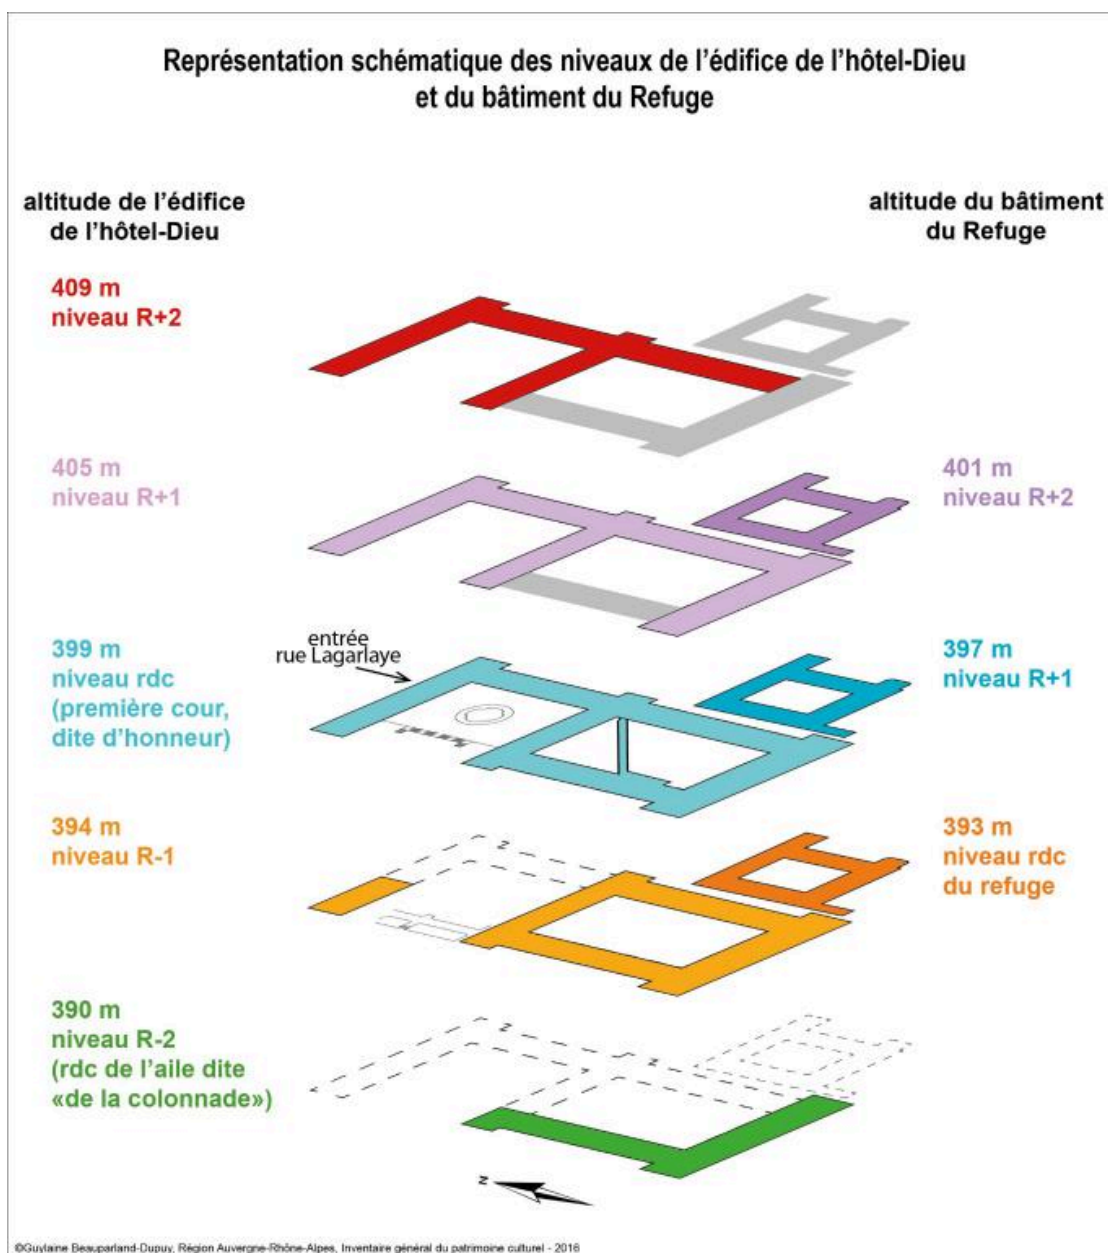 Représentation schématique des niveaux de l'édifice de l'hôtel-Dieu
et du bâtiment du Refuge
altitude de l'édifice
de l'hôtel-Dieu
altitude du bâtiment
du Refuge
409 m
niveau R+2
405 m
niveau R+1
401 m
niveau R+2
entrée
rue Lagarlaye
399 m
niveau rdc
(première cour,
dite d'honneur)
397 m
niveau R+1
394 m
niveau R-1
z
393 m
niveau rdc
du refuge
390 m
niveau R-2
(rdc de l'aile dite
«de la colonnade»)
z
z
z
©Guylaine Beauparland-Dupuy, Région Auvergne-Rhône-Alpes, Inventaire général du patrimoine culturel - 2016